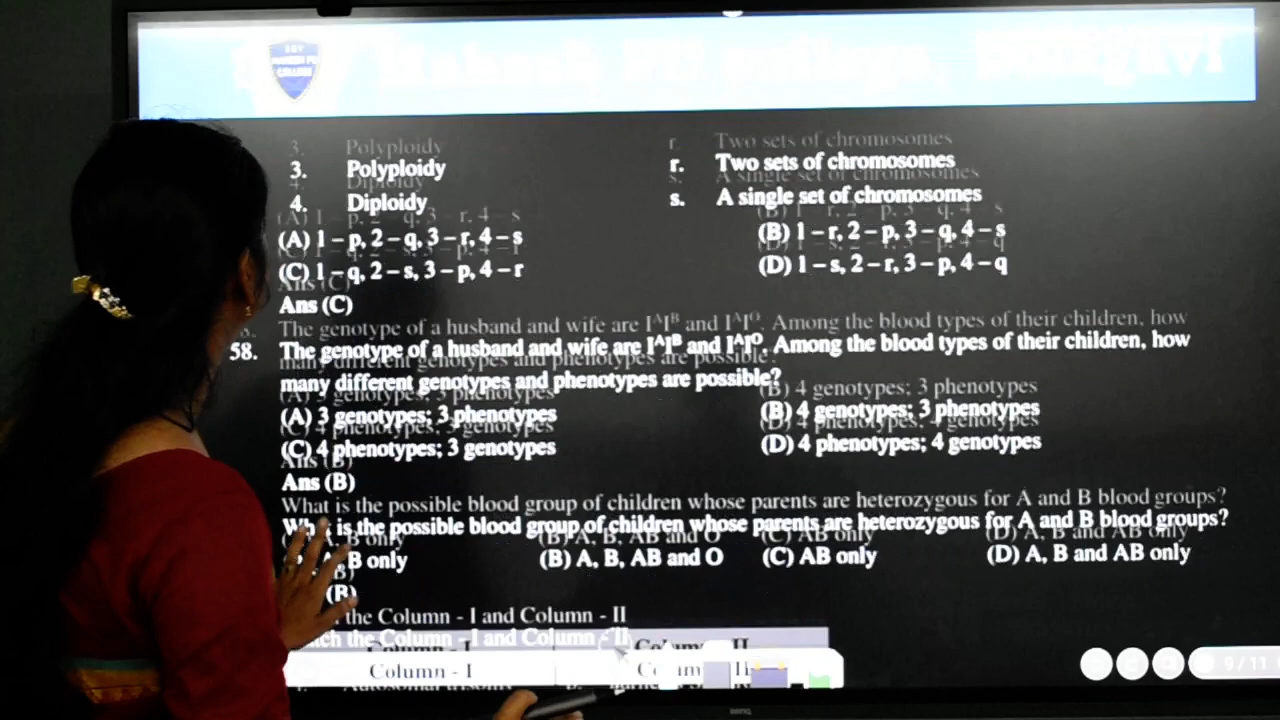 3. Polyploidy r. Two sets of chromosomes
4. Diploidy s. A single set of chromosomes
(A) 1 – p, 2 – q, 3 – r, 4 – s (B) 1 – r, 2 – p, 3 – q, 4 – s
(C) 1 – q, 2 – s, 3 – p, 4 – r (D) 1 – s, 2 – r, 3 – p, 4 – q
Ans (C)
58. The genotype of a husband and wife are IᴬIᴮ and IᴬIᴼ. Among the blood types of their children, how
many different genotypes and phenotypes are possible?
(A) 3 genotypes; 3 phenotypes (B) 4 genotypes; 3 phenotypes
(C) 4 phenotypes; 3 genotypes (D) 4 phenotypes; 4 genotypes
Ans (B)
What is the possible blood group of children whose parents are heterozygous for A and B blood groups?
B only (B) A, B, AB and O (C) AB only (D) A, B and AB only
(B)
the Column - I and Column - II
Column - I
9/11